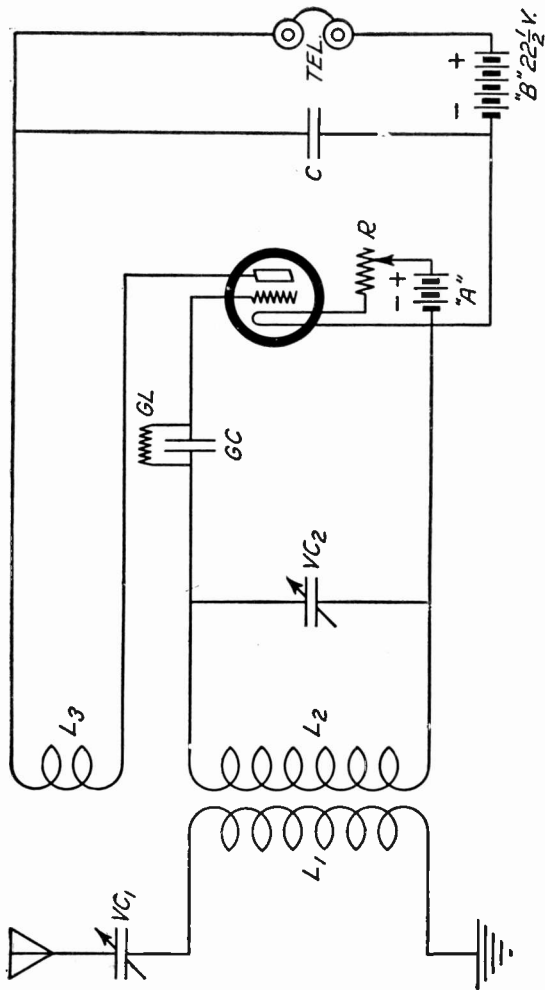 VC1
L1
L2
L3
VC2
GL
GC
R
- +
"A"
C
TEL.
- +
"B" 22½ V.